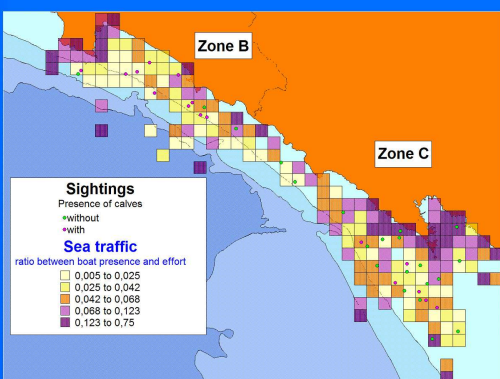 Zone B
Zone C
Sightings
Presence of calves
without
with
Sea traffic
ratio between boat presence and effort
0,005 to 0,025
0,025 to 0,042
0,042 to 0,068
0,068 to 0,123
0,123 to 0,75